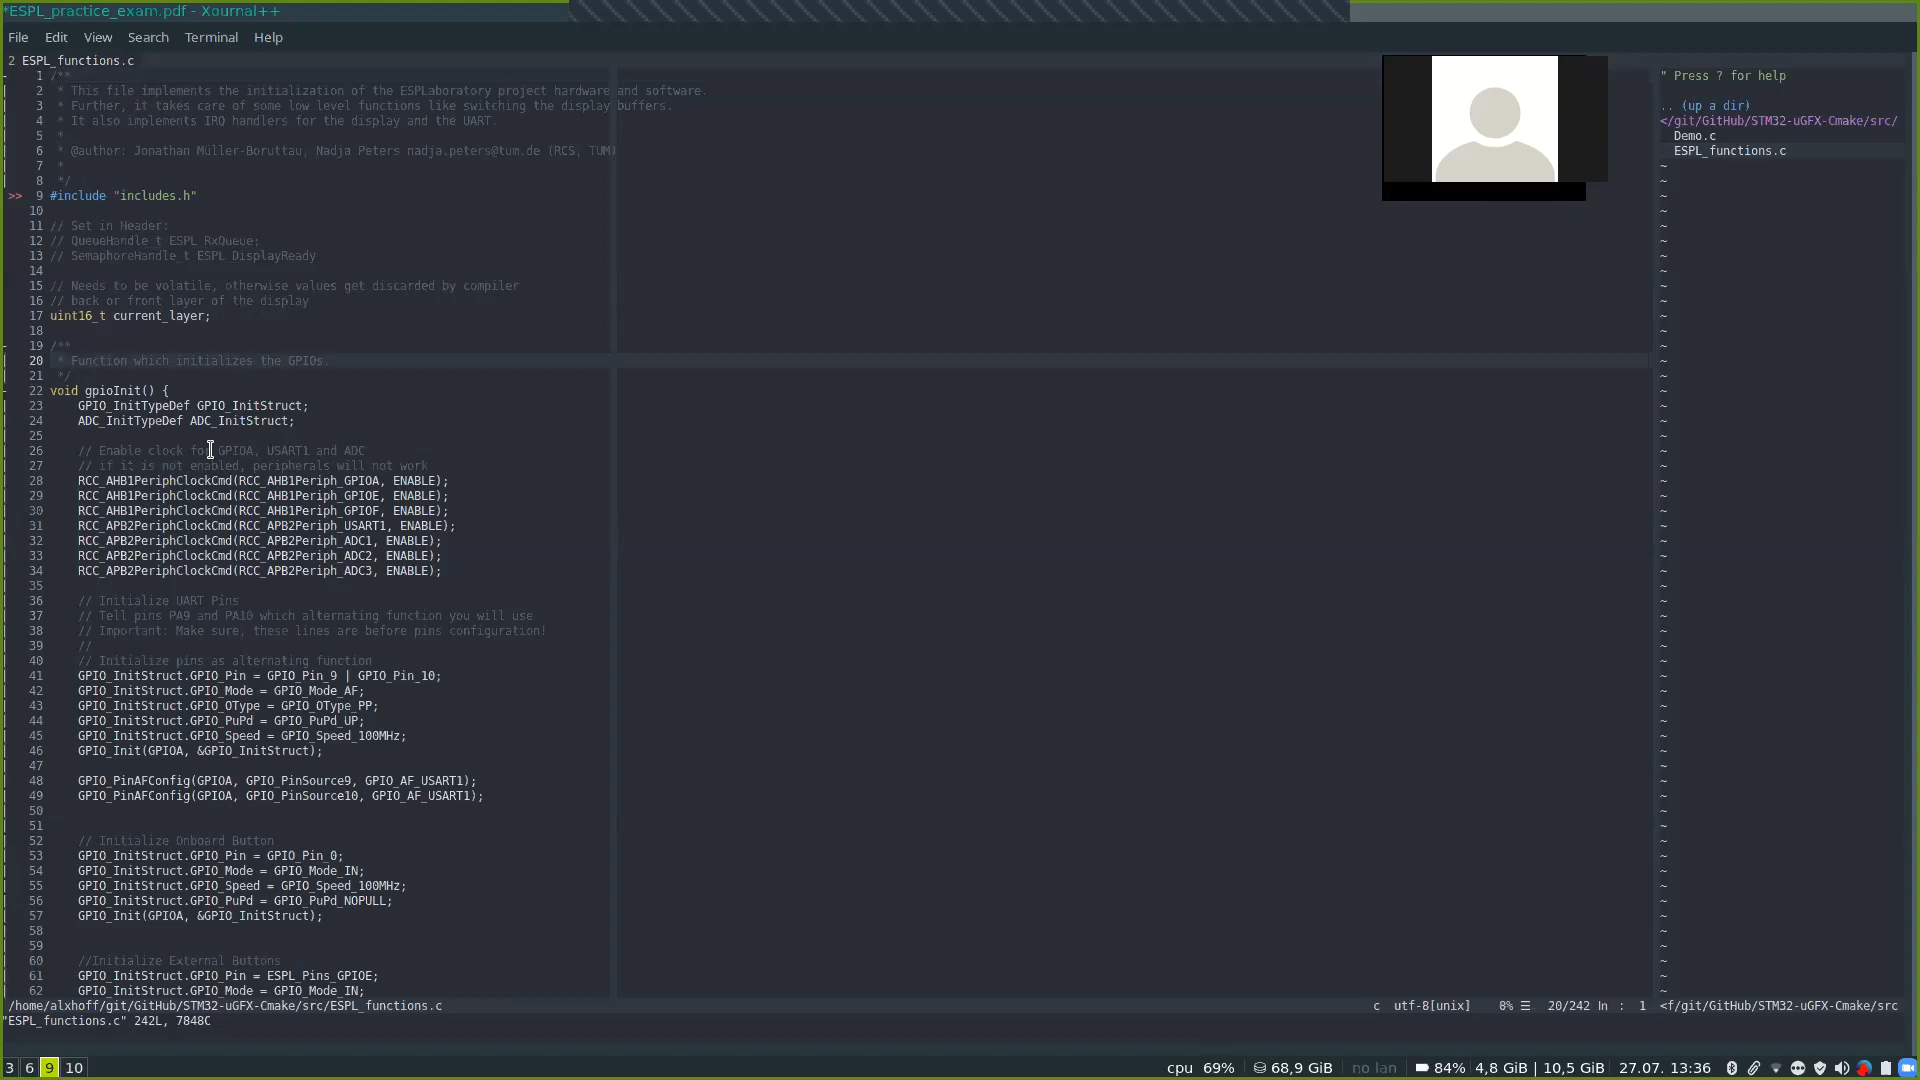 *ESPL_practice_exam.pdf - Xournal++
File Edit View Search Terminal Help
2 ESPL_functions.c
1 /**
2 * This file implements the initialization of the ESPLaboratory project hardware and software.
3 * Further, it takes care of some low level functions like switching the display buffers.
4 * It also implements IRQ handlers for the display and the UART.
5 *
6 * @author: Jonathan Müller-Boruttau, Nadja Peters nadja.peters@tum.de (RCS, TUM)
7 *
8 */
>> 9 #include "includes.h"
10
11 // Set in Header:
12 // QueueHandle_t ESPL_RxQueue;
13 // SemaphoreHandle_t ESPL_DisplayReady
14
15 // Needs to be volatile, otherwise values get discarded by compiler
16 // back or front layer of the display
17 uint16_t current_layer;
18
19 /**
20 * Function which initializes the GPIOs.
21 */
22 void gpioInit() {
23 GPIO_InitTypeDef GPIO_InitStruct;
24 ADC_InitTypeDef ADC_InitStruct;
25
26 // Enable clock for GPIOA, USART1 and ADC
27 // if it is not enabled, peripherals will not work
28 RCC_AHB1PeriphClockCmd(RCC_AHB1Periph_GPIOA, ENABLE);
29 RCC_AHB1PeriphClockCmd(RCC_AHB1Periph_GPIOE, ENABLE);
30 RCC_AHB1PeriphClockCmd(RCC_AHB1Periph_GPIOF, ENABLE);
31 RCC_APB2PeriphClockCmd(RCC_APB2Periph_USART1, ENABLE);
32 RCC_APB2PeriphClockCmd(RCC_APB2Periph_ADC1, ENABLE);
33 RCC_APB2PeriphClockCmd(RCC_APB2Periph_ADC2, ENABLE);
34 RCC_APB2PeriphClockCmd(RCC_APB2Periph_ADC3, ENABLE);
35
36 // Initialize UART Pins
37 // Tell pins PA9 and PA10 which alternating function you will use
38 // Important: Make sure, these lines are before pins configuration!
39 //
40 // Initialize pins as alternating function
41 GPIO_InitStruct.GPIO_Pin = GPIO_Pin_9 | GPIO_Pin_10;
42 GPIO_InitStruct.GPIO_Mode = GPIO_Mode_AF;
43 GPIO_InitStruct.GPIO_OType = GPIO_OType_PP;
44 GPIO_InitStruct.GPIO_PuPd = GPIO_PuPd_UP;
45 GPIO_InitStruct.GPIO_Speed = GPIO_Speed_100MHz;
46 GPIO_Init(GPIOA, &GPIO_InitStruct);
47
48 GPIO_PinAFConfig(GPIOA, GPIO_PinSource9, GPIO_AF_USART1);
49 GPIO_PinAFConfig(GPIOA, GPIO_PinSource10, GPIO_AF_USART1);
50
51
52 // Initialize Onboard Button
53 GPIO_InitStruct.GPIO_Pin = GPIO_Pin_0;
54 GPIO_InitStruct.GPIO_Mode = GPIO_Mode_IN;
55 GPIO_InitStruct.GPIO_Speed = GPIO_Speed_100MHz;
56 GPIO_InitStruct.GPIO_PuPd = GPIO_PuPd_NOPULL;
57 GPIO_Init(GPIOA, &GPIO_InitStruct);
58
59
60 //Initialize External Buttons
61 GPIO_InitStruct.GPIO_Pin = ESPL_Pins_GPIOE;
62 GPIO_InitStruct.GPIO_Mode = GPIO_Mode_IN;
/home/alxhoff/git/GitHub/STM32-uGFX-Cmake/src/ESPL_functions.c c utf-8[unix] 8% ☰ 20/242 ln : 1
"ESPL_functions.c" 242L, 7848C
" Press ? for help
.. (up a dir)
</git/GitHub/STM32-uGFX-Cmake/src/
Demo.c
ESPL_functions.c
<f/git/GitHub/STM32-uGFX-Cmake/src
3 6 9 10
cpu 69% 68,9 GiB no lan 84% 4,8 GiB | 10,5 GiB 27.07. 13:36